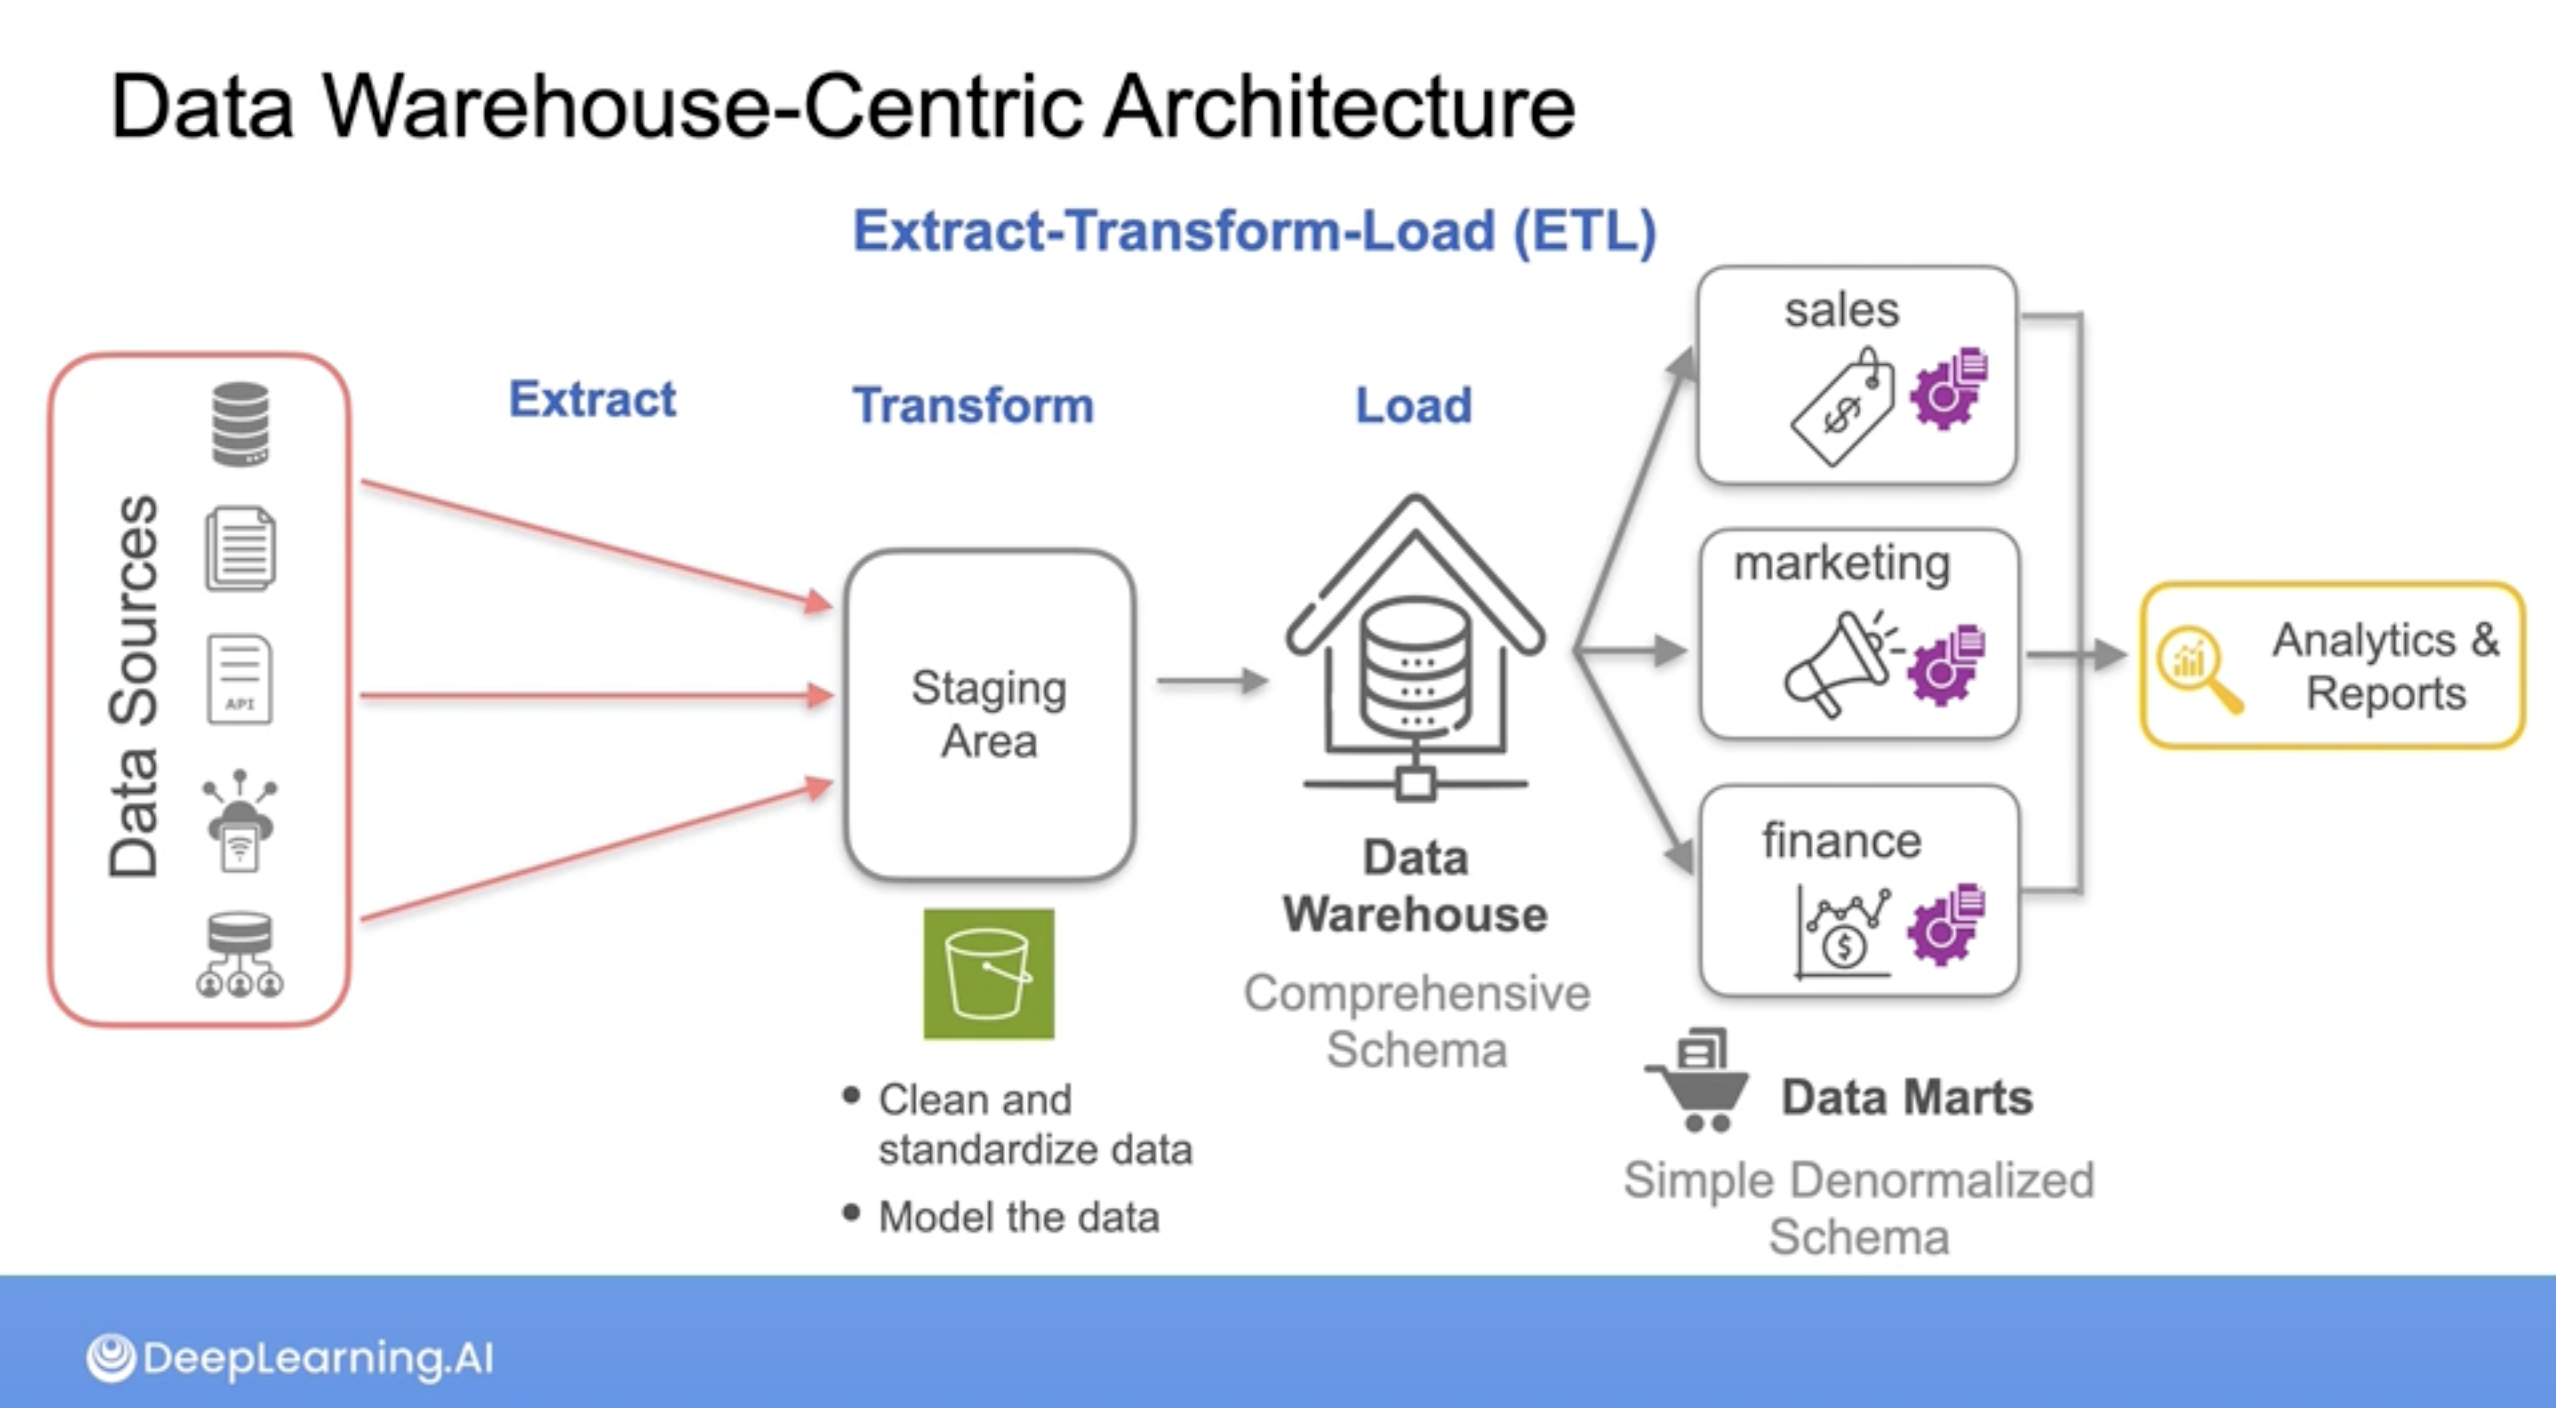 Data Warehouse-Centric Architecture
Extract-Transform-Load (ETL)
Data Sources
API
Extract
Transform
Load
Staging
Area
• Clean and
standardize data
• Model the data
Data
Warehouse
Comprehensive
Schema
sales
$
marketing
finance
$
Data Marts
Simple Denormalized
Schema
Analytics &
Reports
DeepLearning.AI